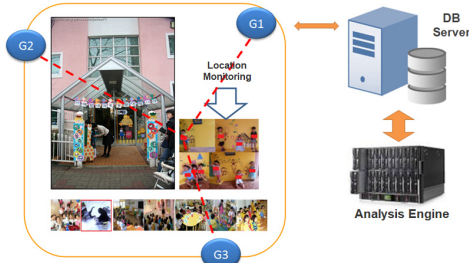 G1
G2
DB
Server
Location
Monitoring
Analysis Engine
G3